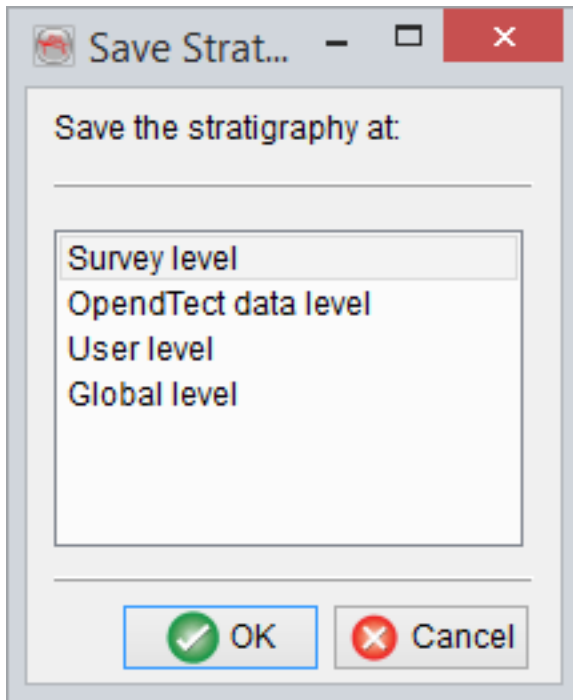 Save Strat...
Save the stratigraphy at:
Survey level
OpendTect data level
User level
Global level
OK
Cancel